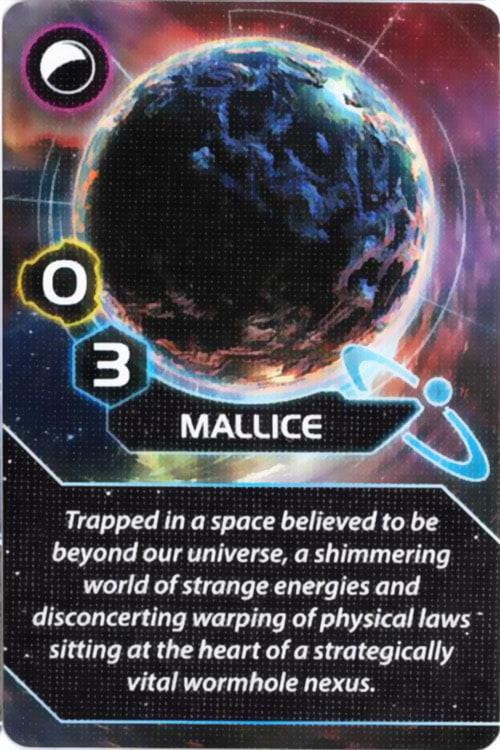 0
3
MALLICE
Trapped in a space believed to be
beyond our universe, a shimmering
world of strange energies and
disconcerting warping of physical laws
sitting at the heart of a strategically
vital wormhole nexus.